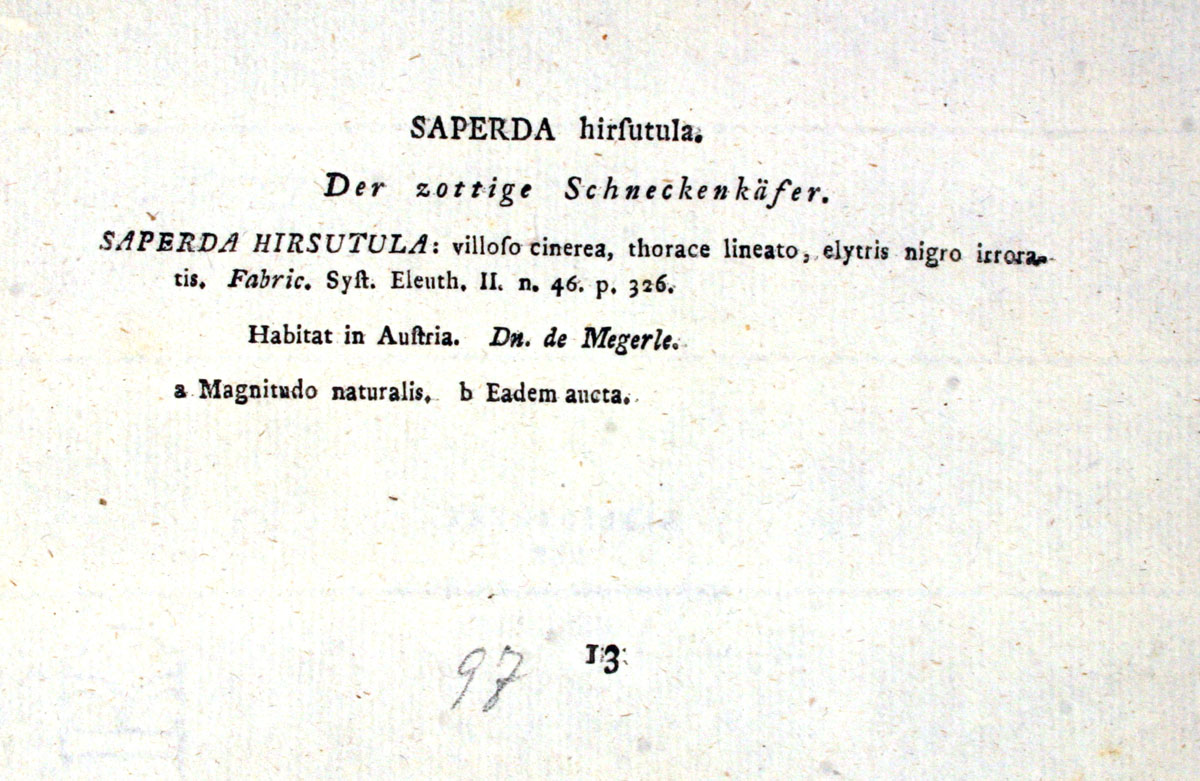 SAPERDA hirſutula.
Der zottige Schneckenkäfer.
SAPERDA HIRSUTULA: villoſo cinerea, thorace lineato, elytris nigro irrora-
tis. Fabric. Syſt. Eleuth. II. n. 46. p. 326.
Habitat in Auſtria. Dn. de Megerle.
a Magnitudo naturalis. b Eadem aucta.
97 13